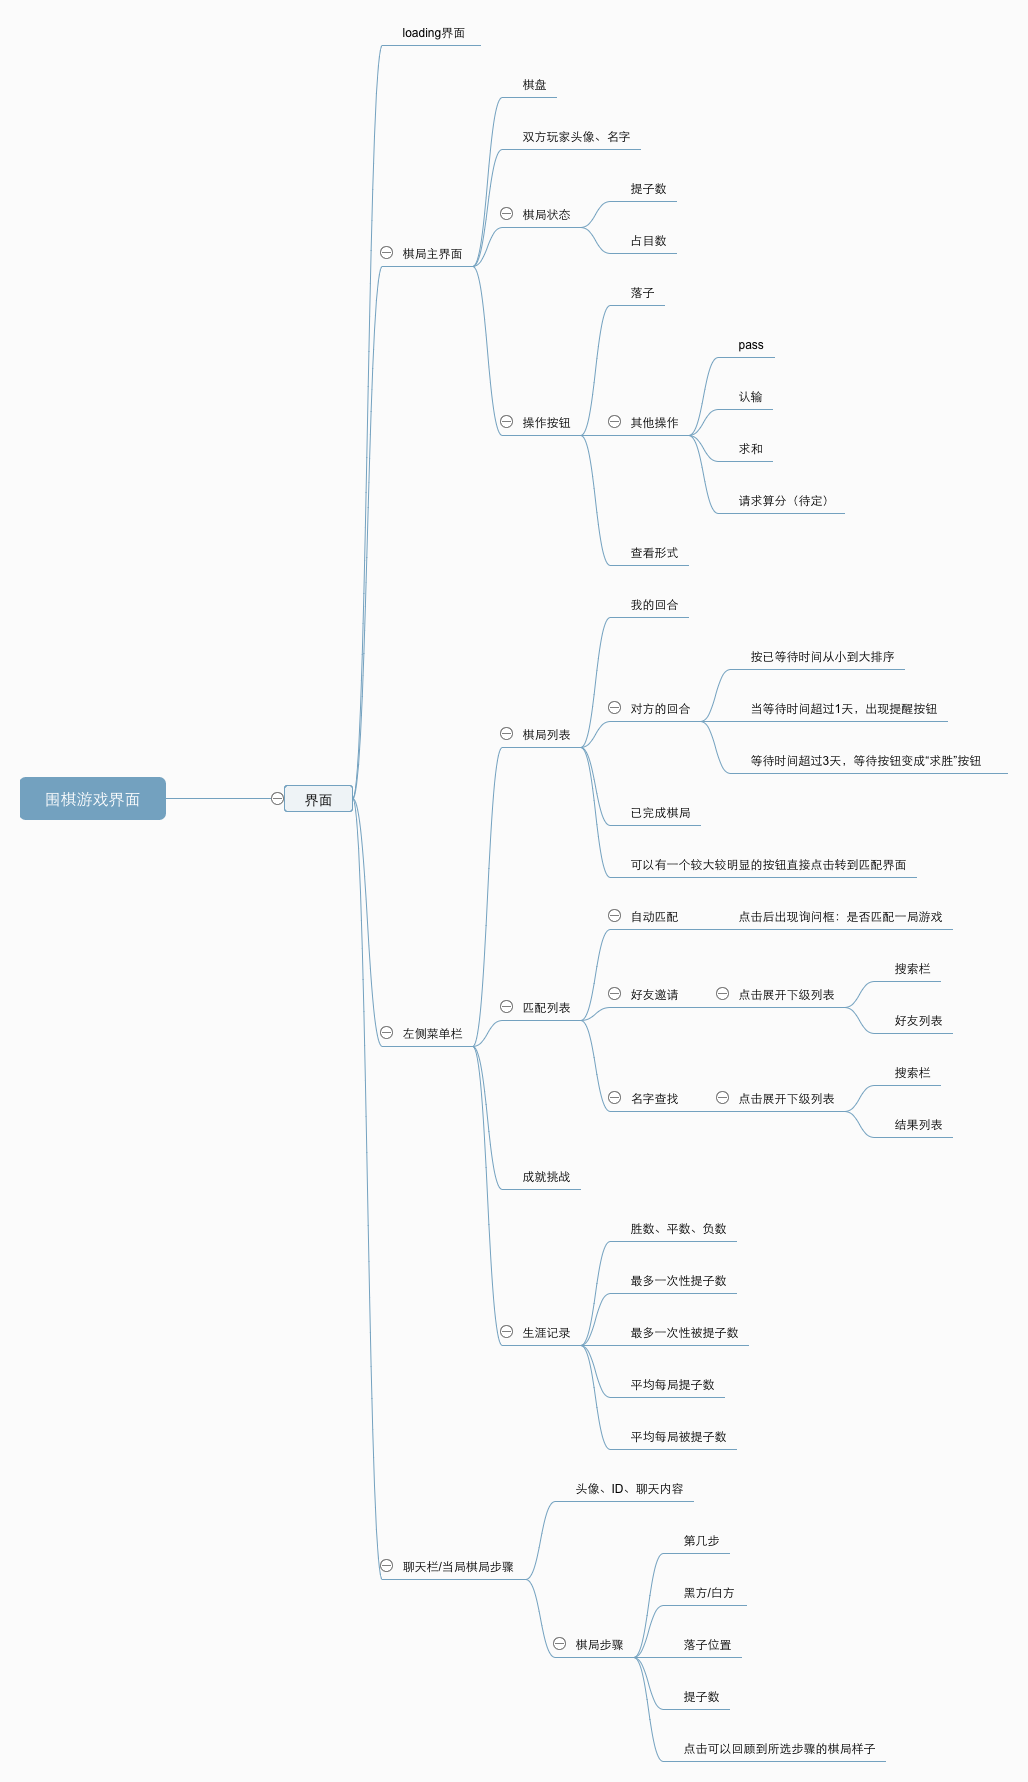 loading界面
棋盘
双方玩家头像、名字
提子数
棋局状态
占目数
棋局主界面
落子
pass
认输
操作按钮
其他操作
求和
请求算分（待定）
查看形式
我的回合
按已等待时间从小到大排序
对方的回合
当等待时间超过1天，出现提醒按钮
棋局列表
等待时间超过3天，等待按钮变成“求胜”按钮
围棋游戏界面
界面
已完成棋局
可以有一个较大较明显的按钮直接点击转到匹配界面
自动匹配
点击后出现询问框：是否匹配一局游戏
搜索栏
好友邀请
点击展开下级列表
匹配列表
好友列表
左侧菜单栏
搜索栏
名字查找
点击展开下级列表
结果列表
成就挑战
胜数、平数、负数
最多一次性提子数
生涯记录
最多一次性被提子数
平均每局提子数
平均每局被提子数
头像、ID、聊天内容
第几步
聊天栏/当局棋局步骤
黑方/白方
棋局步骤
落子位置
提子数
点击可以回顾到所选步骤的棋局样子